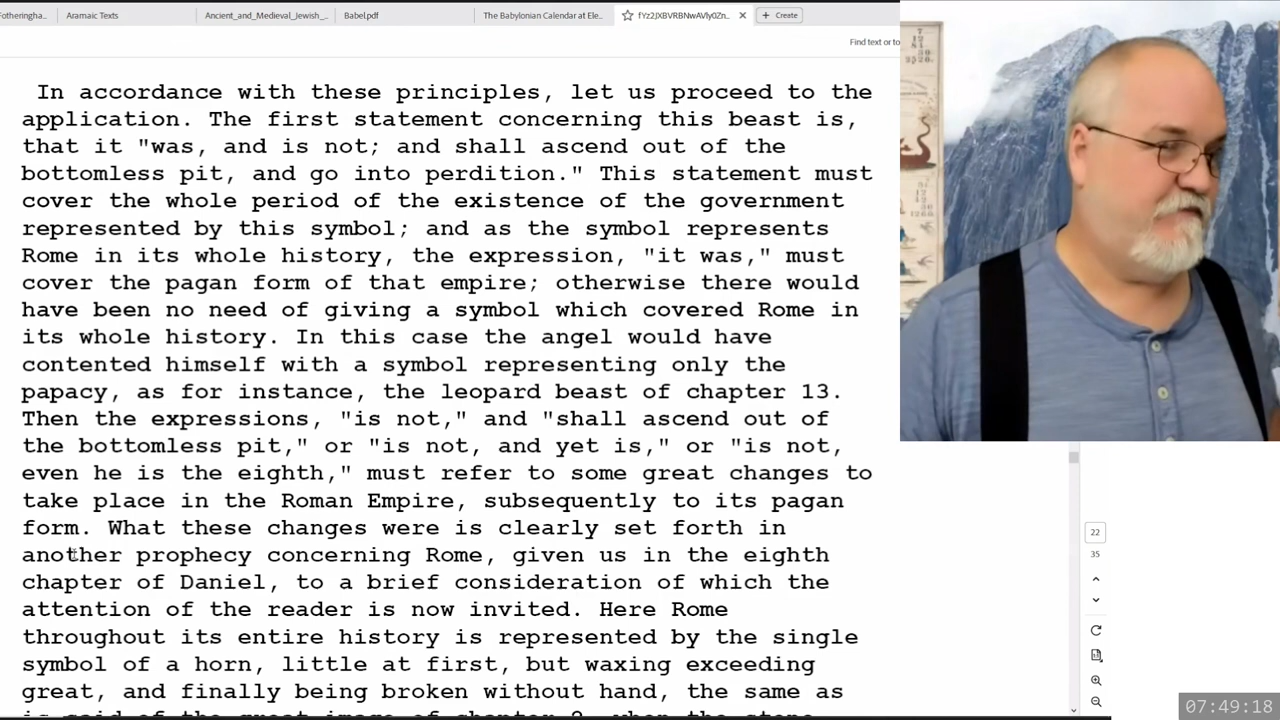 Fotheringha...
Aramaic Texts
Ancient_and_Medieval_Jewish_...
Babel.pdf
The Babylonian Calendar at Ele...
fYz2JXBVRBNwAVly0Zn...
Create
Find text or to
In accordance with these principles, let us proceed to the
application. The first statement concerning this beast is,
that it "was, and is not; and shall ascend out of the
bottomless pit, and go into perdition." This statement must
cover the whole period of the existence of the government
represented by this symbol; and as the symbol represents
Rome in its whole history, the expression, "it was," must
cover the pagan form of that empire; otherwise there would
have been no need of giving a symbol which covered Rome in
its whole history. In this case the angel would have
contented himself with a symbol representing only the
papacy, as for instance, the leopard beast of chapter 13.
Then the expressions, "is not," and "shall ascend out of
the bottomless pit," or "is not, and yet is," or "is not,
even he is the eighth," must refer to some great changes to
take place in the Roman Empire, subsequently to its pagan
form. What these changes were is clearly set forth in
another prophecy concerning Rome, given us in the eighth
chapter of Daniel, to a brief consideration of which the
attention of the reader is now invited. Here Rome
throughout its entire history is represented by the single
symbol of a horn, little at first, but waxing exceeding
great, and finally being broken without hand, the same as
22
35
07:49:18